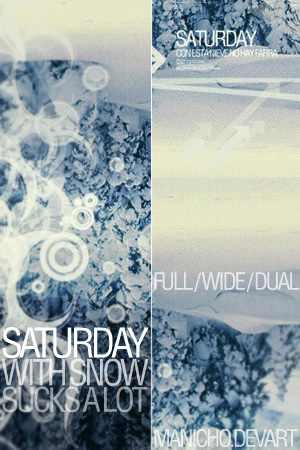 SATURDAY
WITH SNOW
SUCKS A LOT
SATURDAY
CON ESTA NIEVE NO HAY FARRA
FULL/WIDE/DUAL
MANICHO.DEVART